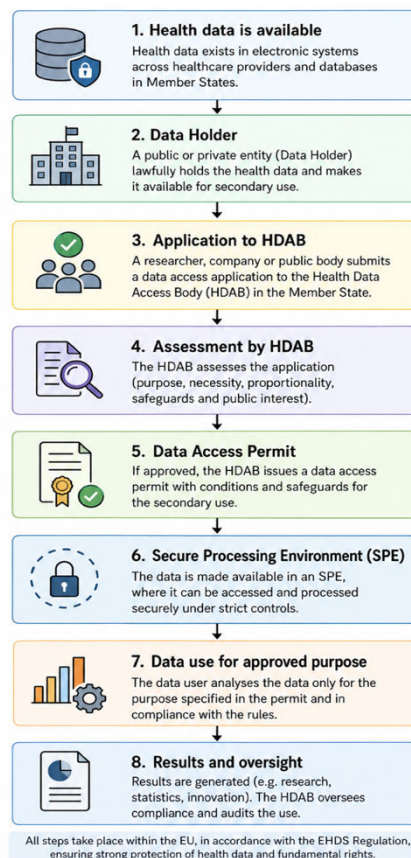 1. Health data is available
Health data exists in electronic systems
across healthcare providers and databases
in Member States.
2. Data Holder
A public or private entity (Data Holder)
lawfully holds the health data and makes
it available for secondary use.
3. Application to HDAB
A researcher, company or public body submits
a data access application to the Health Data
Access Body (HDAB) in the Member State.
4. Assessment by HDAB
The HDAB assesses the application
(purpose, necessity, proportionality,
safeguards and public interest).
5. Data Access Permit
If approved, the HDAB issues a data access
permit with conditions and safeguards for
the secondary use.
6. Secure Processing Environment (SPE)
The data is made available in an SPE,
where it can be accessed and processed
securely under strict controls.
7. Data use for approved purpose
The data user analyses the data only for the
purpose specified in the permit and in
compliance with the rules.
8. Results and oversight
Results are generated (e.g. research,
statistics, innovation). The HDAB oversees
compliance and audits the use.
All steps take place within the EU, in accordance with the EHDS Regulation,
ensuring strong protection of health data and fundamental rights.